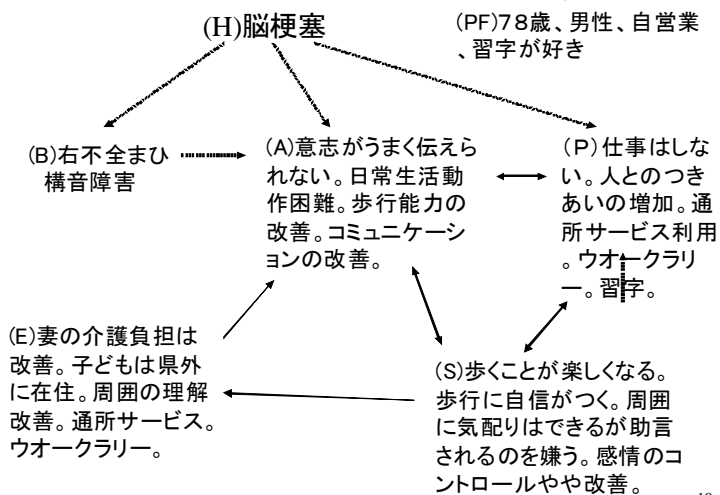 (H)脳梗塞
(PF)78歳、男性、自営業
、習字が好き
(B)右不全まひ
構音障害
(A)意志がうまく伝えら
れない。日常生活動
作困難。歩行能力の
改善。コミュニケーシ
ョンの改善。
(P)仕事はしな
い。人とのつき
あいの増加。通
所サービス利用
。ウオークラリ
ー。習字。
(E)妻の介護負担は
改善。子どもは県外
に在住。周囲の理解
改善。通所サービス。
ウオークラリー。
(S)歩くことが楽しくなる。
歩行に自信がつく。周囲
に気配りはできるが助言
されるのを嫌う。感情のコ
ントロールやや改善。